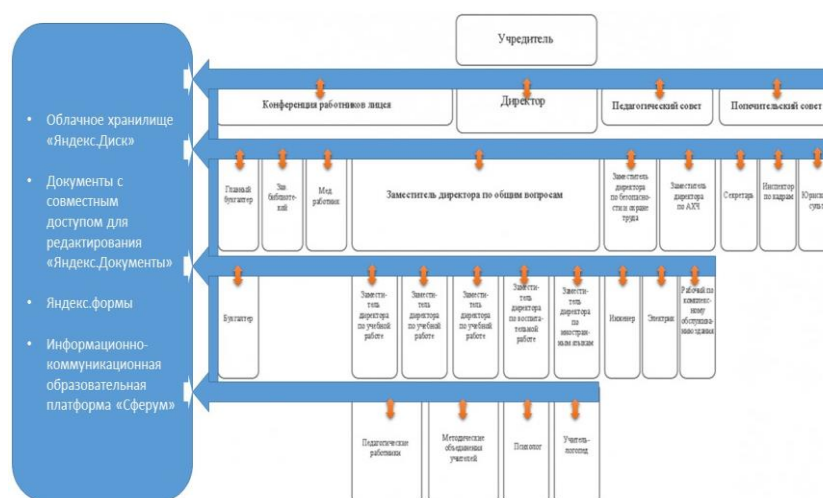 Облачное хранилище
«Яндекс.Диск»
Документы с
совместным
доступом для
редактирования
«Яндекс.Документы»
Яндекс.формы
Информационно-
коммуникационная
образовательная
платформа «Сферум»
Учредитель
Конференция работников лицея
Директор
Педагогический совет
Попечительский совет
Главный
бухгалтер
Зав.
библиоте-
кой
Мед.
работник
Заместитель директора по общим вопросам
Заместитель
директора
по безопасно-
сти и охране
труда
Заместитель
директора
по АХЧ
Секретарь
Инспектор
по кадрам
Юрискон-
сульт
Бухгалтер
Замести-
тель
директора
по учебной
работе
Замести-
тель
директора
по учебной
работе
Замести-
тель
директора
по учебной
работе
Замести-
тель
директора
по воспита-
тельной
работе
Замести-
тель
директора
по
иностран-
ным языкам
Инженер
Электрик
Рабочий по
комплекс-
ному
обслужива-
нию здания
Педагогические
работники
Методические
объединения
учителей
Психолог
Учитель-
логопед